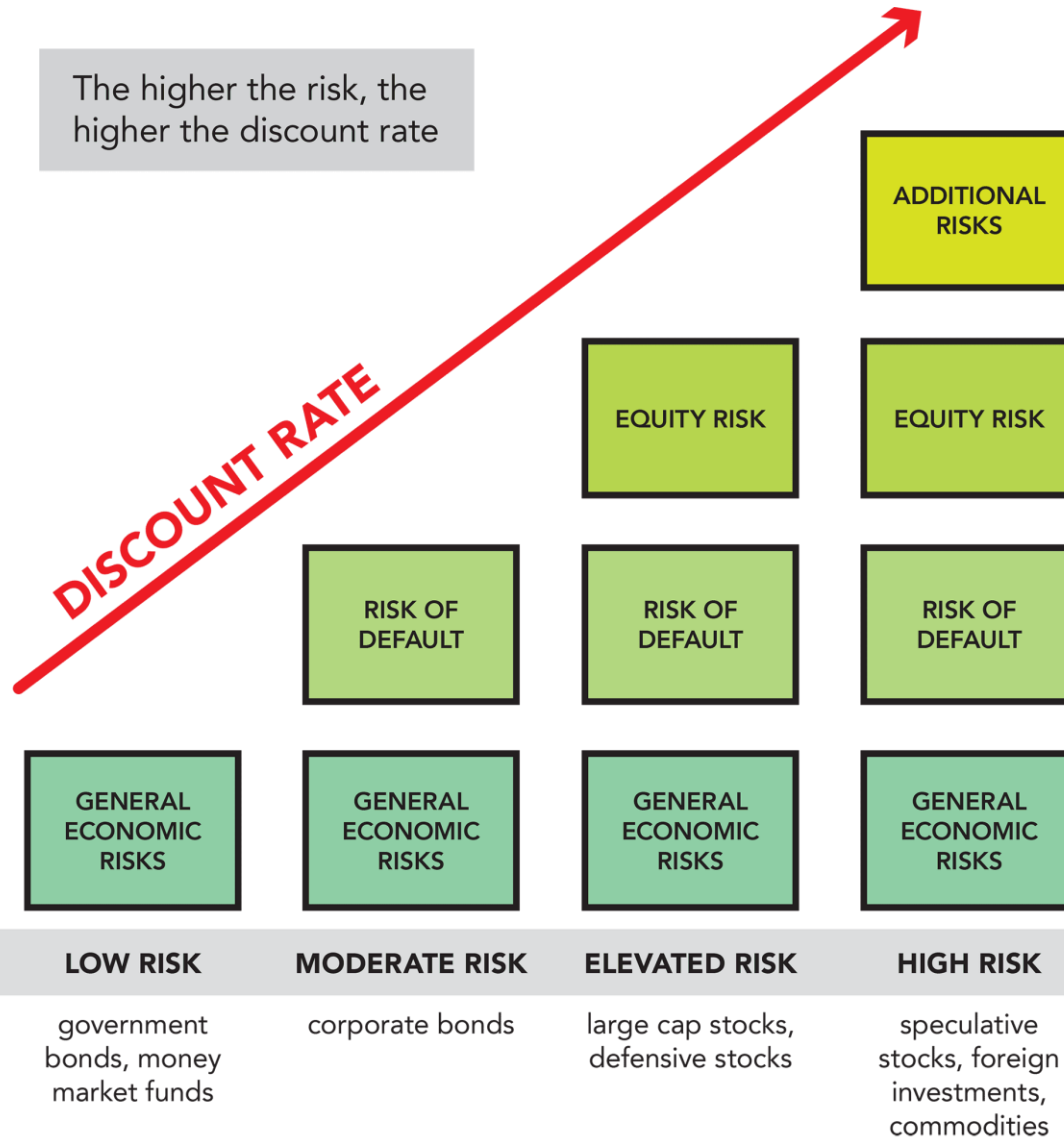 The higher the risk, the
higher the discount rate
DISCOUNT RATE
ADDITIONAL
RISKS
EQUITY RISK
EQUITY RISK
RISK OF
DEFAULT
RISK OF
DEFAULT
RISK OF
DEFAULT
GENERAL
ECONOMIC
RISKS
GENERAL
ECONOMIC
RISKS
GENERAL
ECONOMIC
RISKS
GENERAL
ECONOMIC
RISKS
LOW RISK
MODERATE RISK
ELEVATED RISK
HIGH RISK
government
bonds, money
market funds
corporate bonds
large cap stocks,
defensive stocks
speculative
stocks, foreign
investments,
commodities